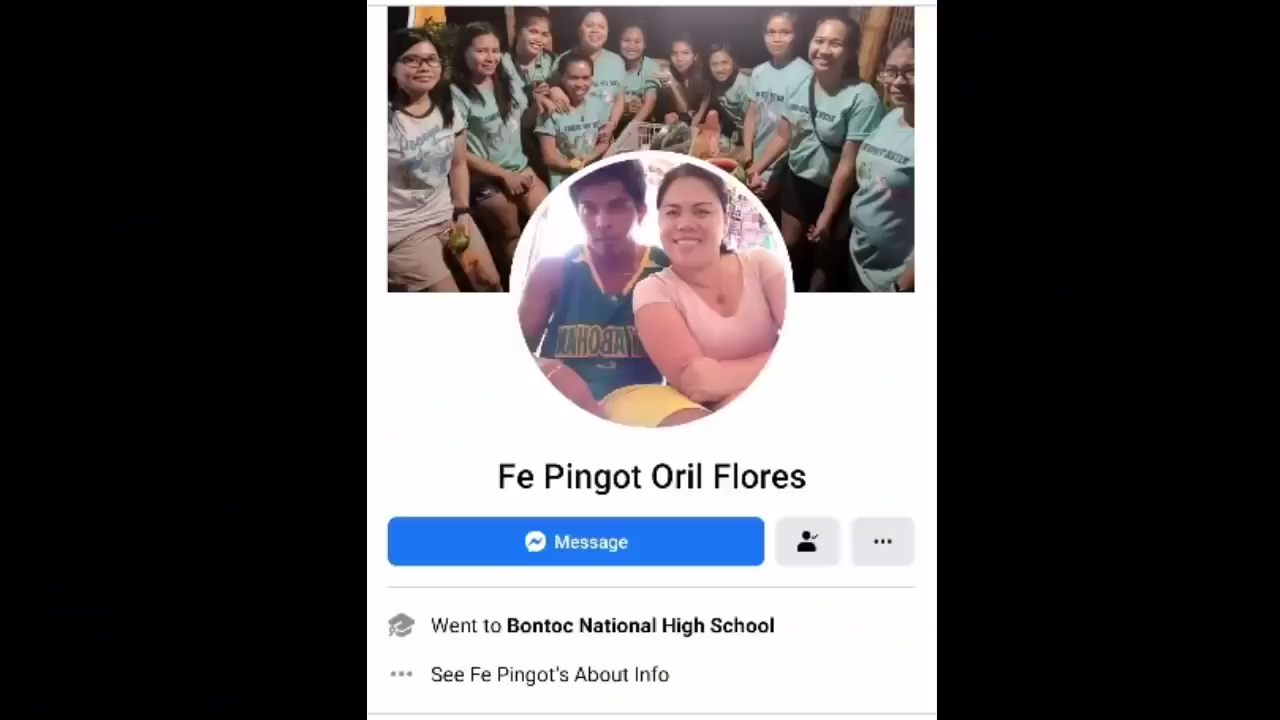 Fe Pingot Oril Flores
Message
Went to Bontoc National High School
See Fe Pingot's About Info